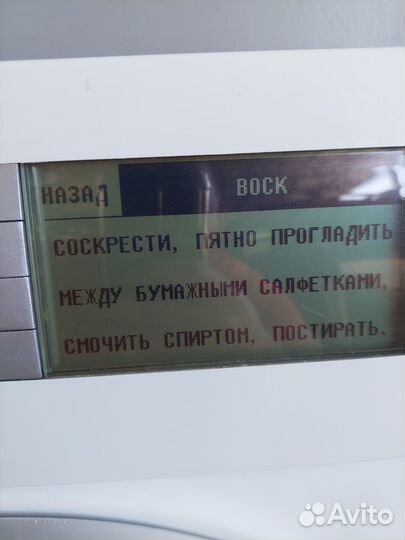 НАЗАД ВОСК
СОСКРЕСТИ, ПЯТНО ПРОГЛАДИТЬ
МЕЖДУ БУМАЖНЫМИ САЛФЕТКАМИ,
СМОЧИТЬ СПИРТОМ, ПОСТИРАТЬ.
Avito